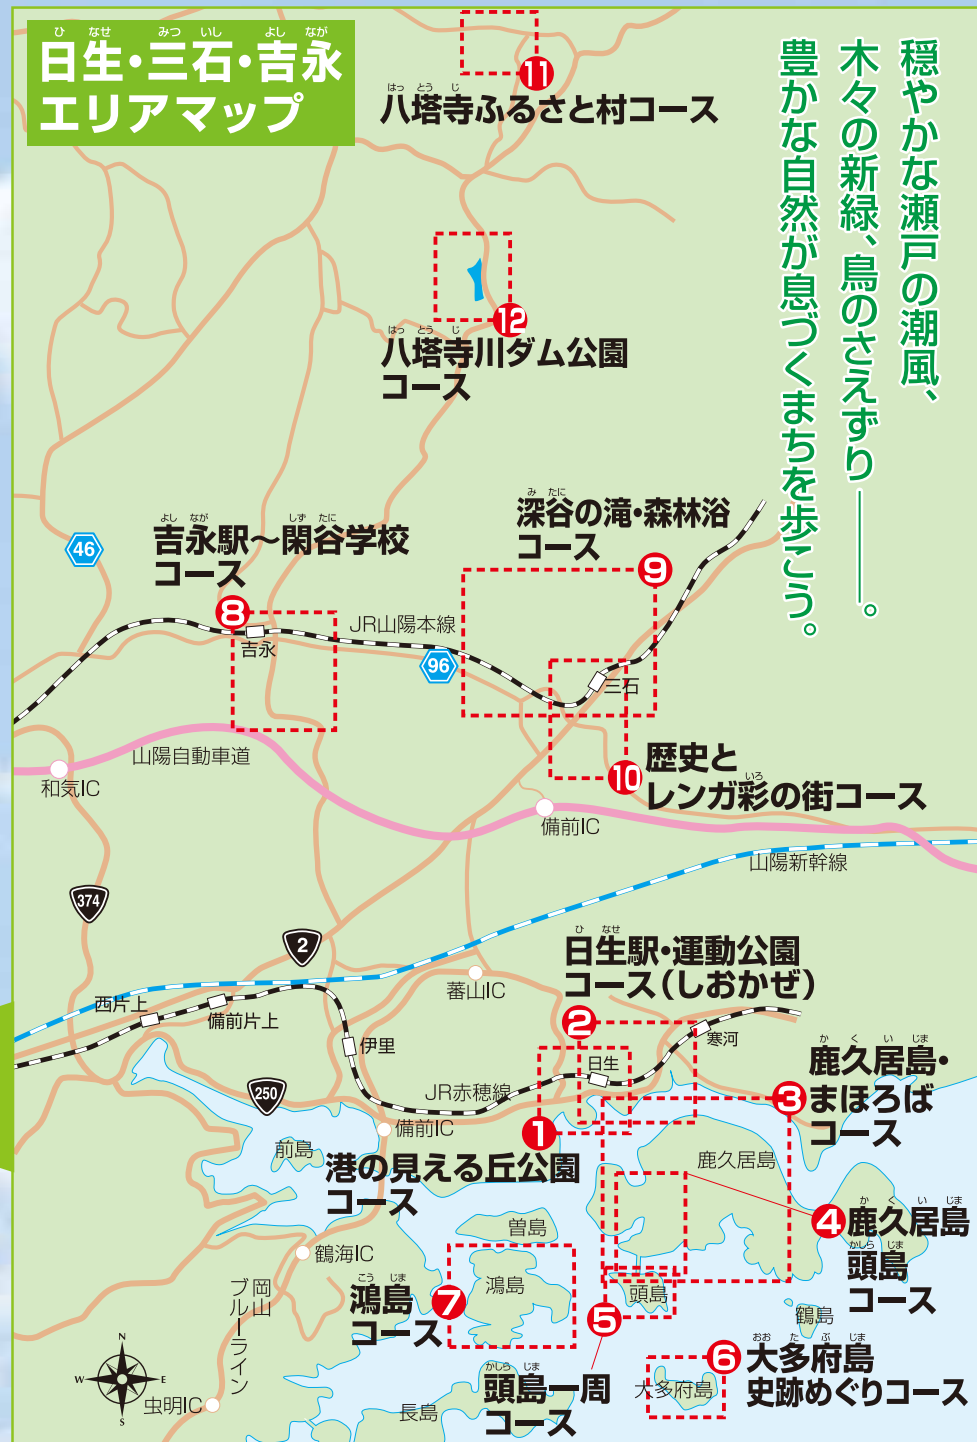 日生・三石・吉永
エリアマップ
ひ なせ みつ いし よし なが
穏やかな瀬戸の潮風、
木々の新緑、鳥のさえずり――。
豊かな自然が息づくまちを歩こう。
11
はっ とう じ
八塔寺ふるさと村コース
12
はっ とう じ
八塔寺川ダム公園
コース
み たに
深谷の滝・森林浴
コース
9
よし なが しず たに
吉永駅〜閑谷学校
コース
8
46
JR山陽本線
吉永
96
三石
山陽自動車道
和気IC
10
歴史と
いろ
レンガ彩の街コース
備前IC
山陽新幹線
374
2
ひ なせ
日生駅・運動公園
コース(しおかぜ)
2
蕃山IC
西片上
備前片上
伊里
日生
寒河
か く い じま
鹿久居島・
まほろば
コース
3
250
JR赤穂線
備前IC
1
港の見える丘公園
コース
前島
鹿久居島
4
か く い じま
鹿久居島
かしら じま
頭島
コース
曽島
鶴海IC
こう じま
鴻島
コース
7
鴻島
頭島
鶴島
5
かしら じま
頭島一周
コース
6
おお た ぶ じま
大多府島
史跡めぐりコース
大多府島
岡山
ブルーライン
虫明IC
長島
N
W
E
S